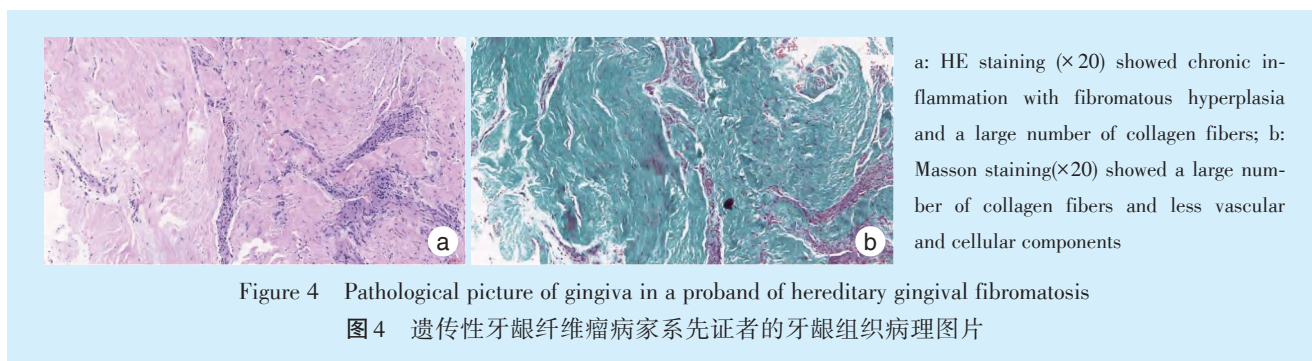 a: HE staining (×20) showed chronic in-
flammation with fibromatous hyperplasia
and a large number of collagen fibers; b:
Masson staining(×20) showed a large num-
ber of collagen fibers and less vascular
and cellular components
a
b
Figure 4 Pathological picture of gingiva in a proband of hereditary gingival fibromatosis
图4 遗传性牙龈纤维瘤病家系先证者的牙龈组织病理图片